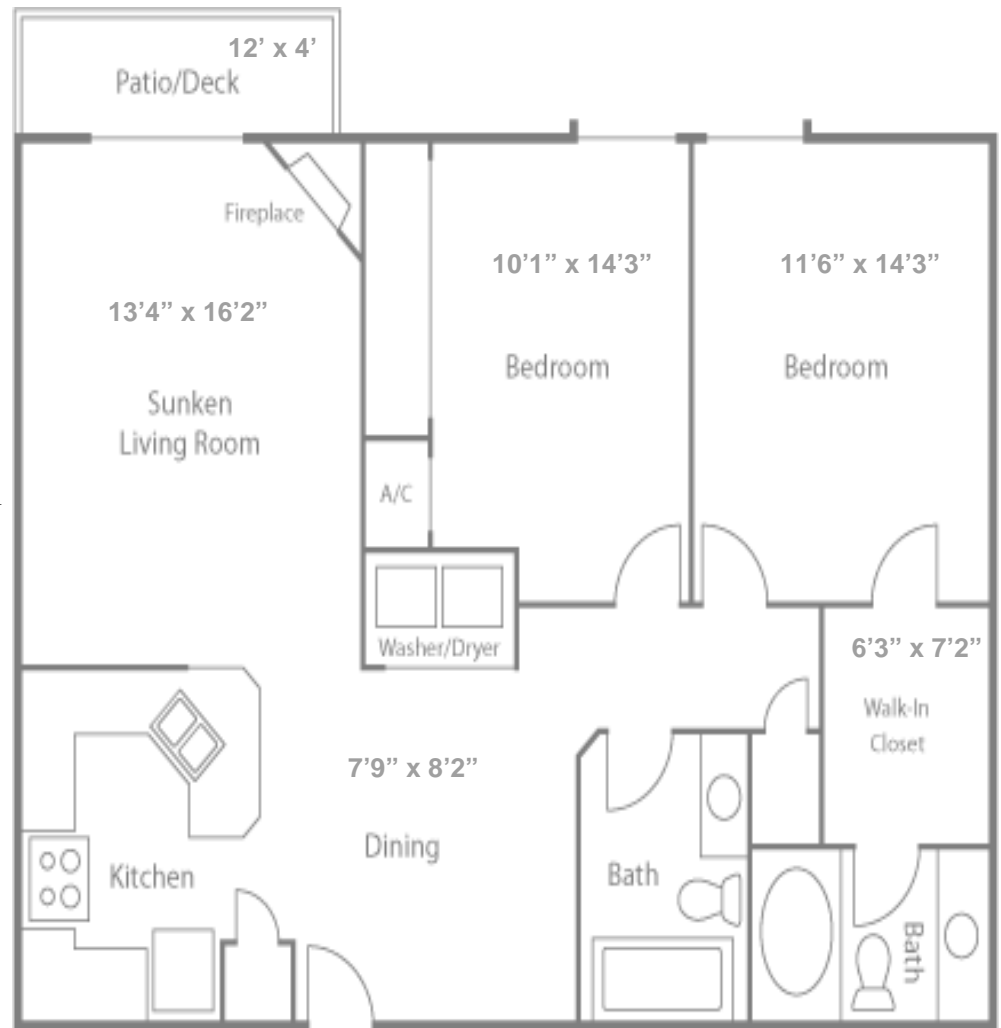 12’ x 4’
Patio/Deck
Fireplace
10’1” x 14’3”
11’6” x 14’3”
13’4” x 16’2”
Bedroom
Bedroom
Sunken
Living Room
A/C
Washer/Dryer
6’3” x 7’2”
Walk-In
Closet
7’9” x 8’2”
Dining
Kitchen
Bath
Bath